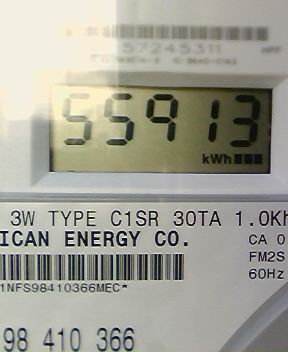 57245311
55913
kWh
3W TYPE C1SR 30TA 1.0Kh
ICAN ENERGY CO.
CA 0
FM2S
60Hz
1NFS98410366MEC*
98 410 366